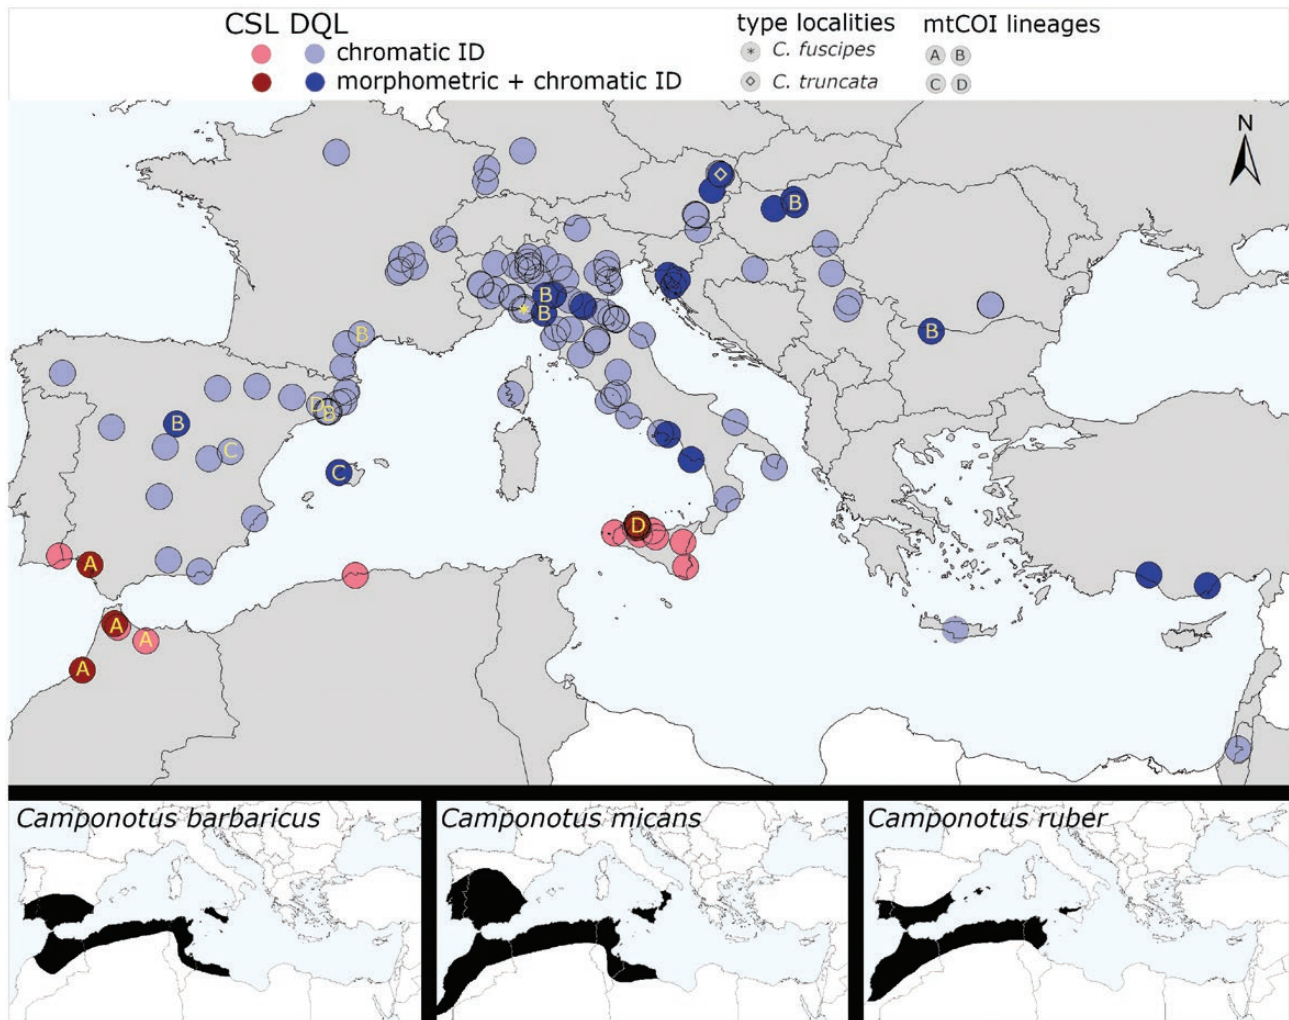 CSL DQL
chromatic ID
morphometric + chromatic ID
type localities
* C. fuscipes
◇ C. truncata
mtCOI lineages
A B
C D
N
B
B
B
B
B
D
B
B
C
C
D
A
A
A
A
*
Camponotus barbaricus
Camponotus micans
Camponotus ruber